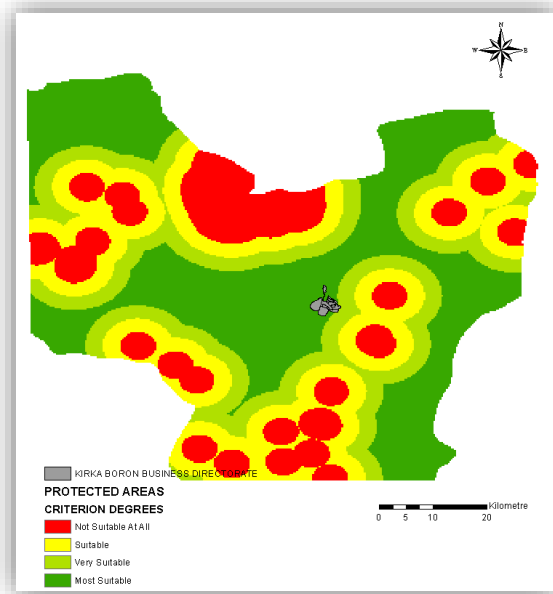 N
W E
S
KIRKA BORON BUSINESS DIRECTORATE
PROTECTED AREAS
CRITERION DEGREES
Not Suitable At All
Suitable
Very Suitable
Most Suitable
Kilometre
0 5 10 20